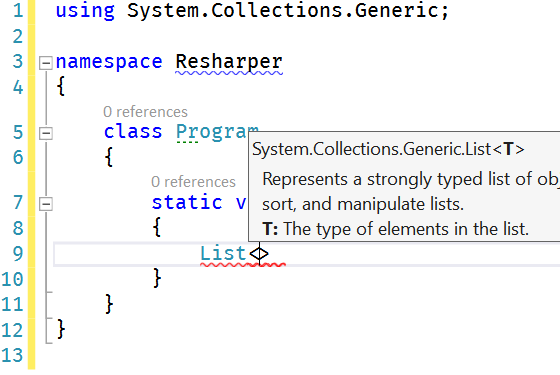 1 using System.Collections.Generic;
2
3 namespace Resharper
4 {
0 references
5 class Program
6 {
0 references
7 static
8 {
9 List<>
10 }
11 }
12 }
13
System.Collections.Generic.List<T>
Represents a strongly typed list of
sort, and manipulate lists.
T: The type of elements in the list.